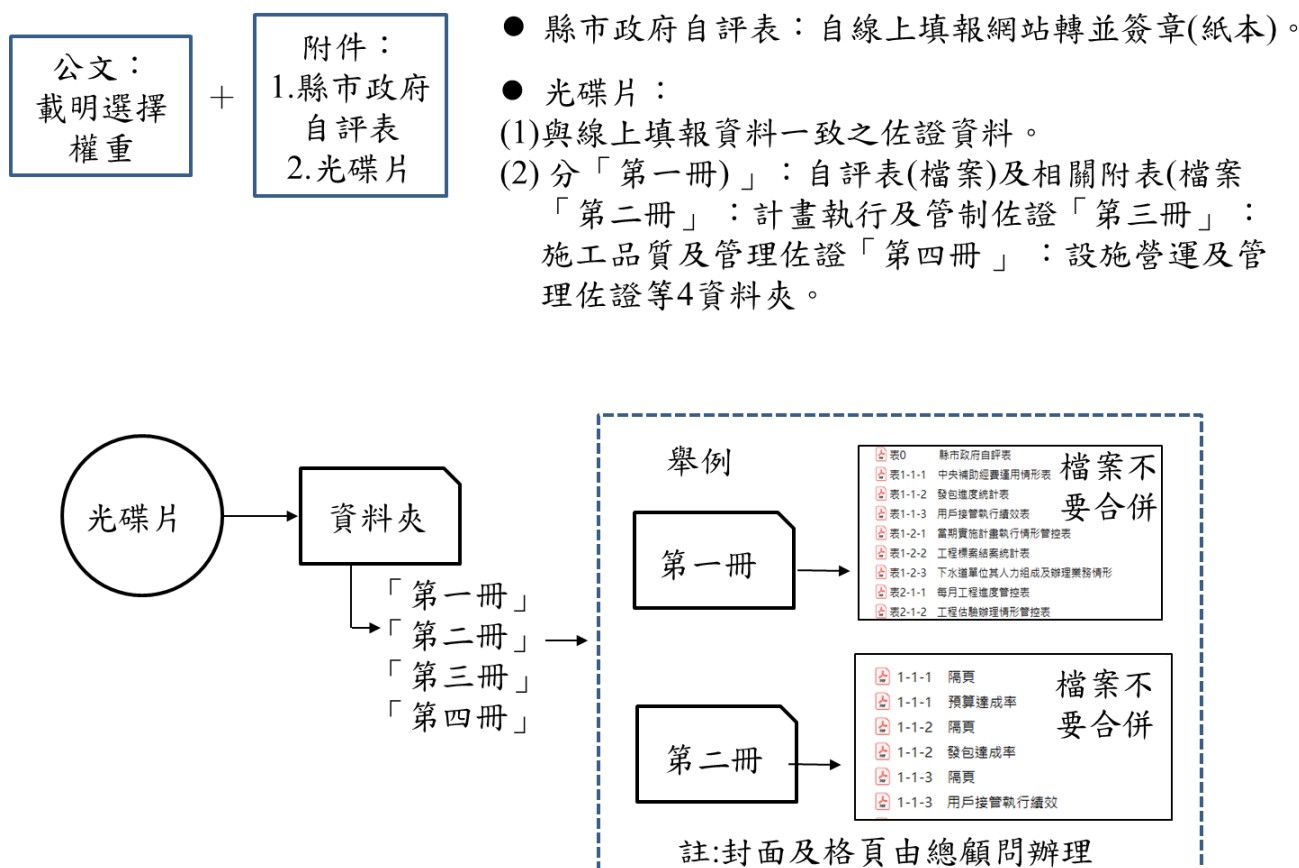 公文：
載明選擇
權重
＋
附件：
1.縣市政府
自評表
2.光碟片
● 縣市政府自評表：自線上填報網站轉並簽章(紙本)。
● 光碟片：
(1)與線上填報資料一致之佐證資料。
(2) 分「第一冊)」：自評表(檔案)及相關附表(檔案
「第二冊」：計畫執行及管制佐證「第三冊」：
施工品質及管理佐證「第四冊」：設施營運及管
理佐證等4資料夾。
光碟片
資料夾
「第一冊」
「第二冊」
「第三冊」
「第四冊」
舉例
第一冊
表0 縣市政府自評表
表1-1-1 中央補助經費運用情形表
表1-1-2 發包進度統計表
表1-1-3 用戶接管執行績效表
表1-2-1 當期實施計畫執行情形管控表
表1-2-2 工程標案結案統計表
表1-2-3 下水道單位其人力組成及辦理業務情形
表2-1-1 每月工程進度管控表
表2-1-2 工程估驗辦理情形管控表
檔案不
要合併
第二冊
1-1-1 隔頁
1-1-1 預算達成率
1-1-2 隔頁
1-1-2 發包達成率
1-1-3 隔頁
1-1-3 用戶接管執行績效
檔案不
要合併
註:封面及格頁由總顧問辦理